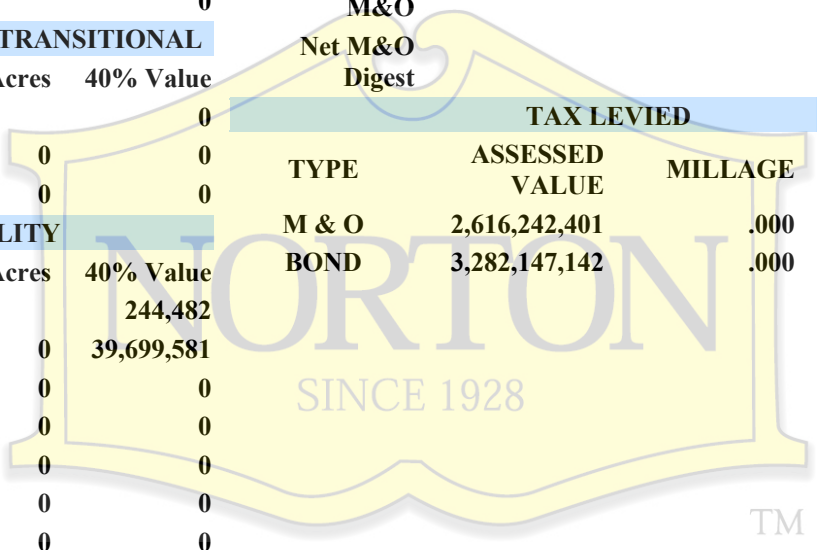 0
TRANSITIONAL
Acres 40% Value
0
0 0
0 0
LITY
Acres 40% Value
244,482
0 39,699,581
0 0
0 0
0 0
0 0
0 0
M&O
Net M&O
Digest
TAX LEVIED
TYPE ASSESSED VALUE MILLAGE
M & O 2,616,242,401 .000
BOND 3,282,147,142 .000
NORTON
SINCE 1928
TM